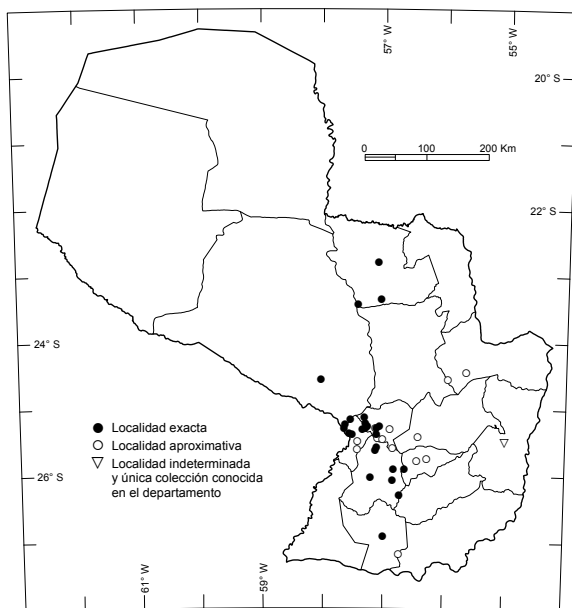 57° W
55° W
20° S
0 100 200 Km
22° S
24° S
Localidad exacta
Localidad aproximativa
Localidad indeterminada
y única colección conocida
en el departamento
26° S
61° W
59° W